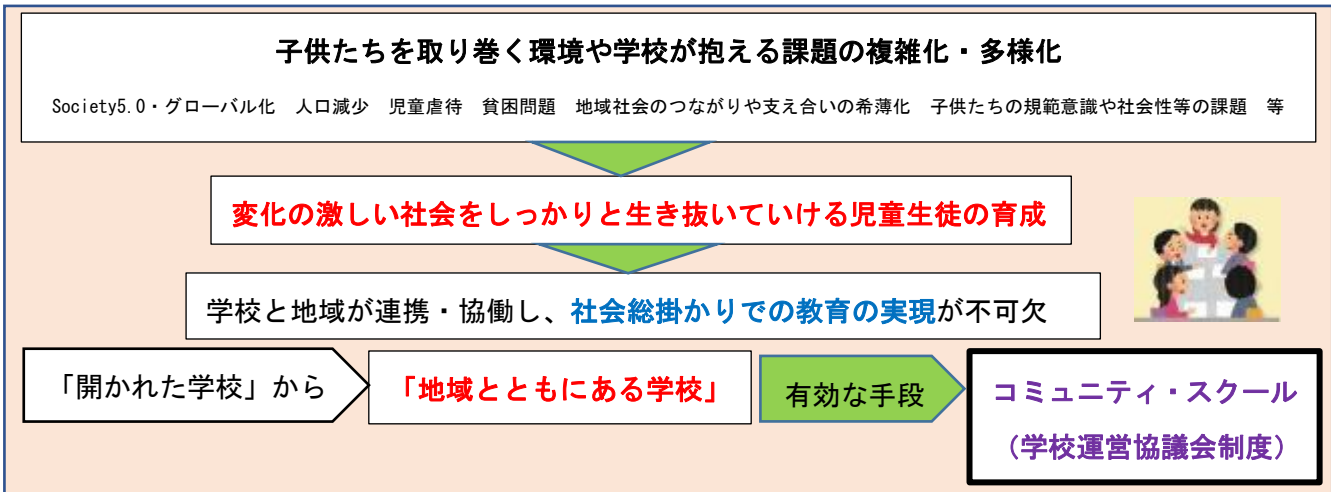 子供たちを取り巻く環境や学校が抱える課題の複雑化・多様化
Society5.0・グローバル化　人口減少　児童虐待　貧困問題　地域社会のつながりや支え合いの希薄化　子供たちの規範意識や社会性等の課題　等
変化の激しい社会をしっかりと生き抜いていける児童生徒の育成
学校と地域が連携・協働し、社会総掛かりでの教育の実現が不可欠
「開かれた学校」から
「地域とともにある学校」
有効な手段
コミュニティ・スクール
（学校運営協議会制度）